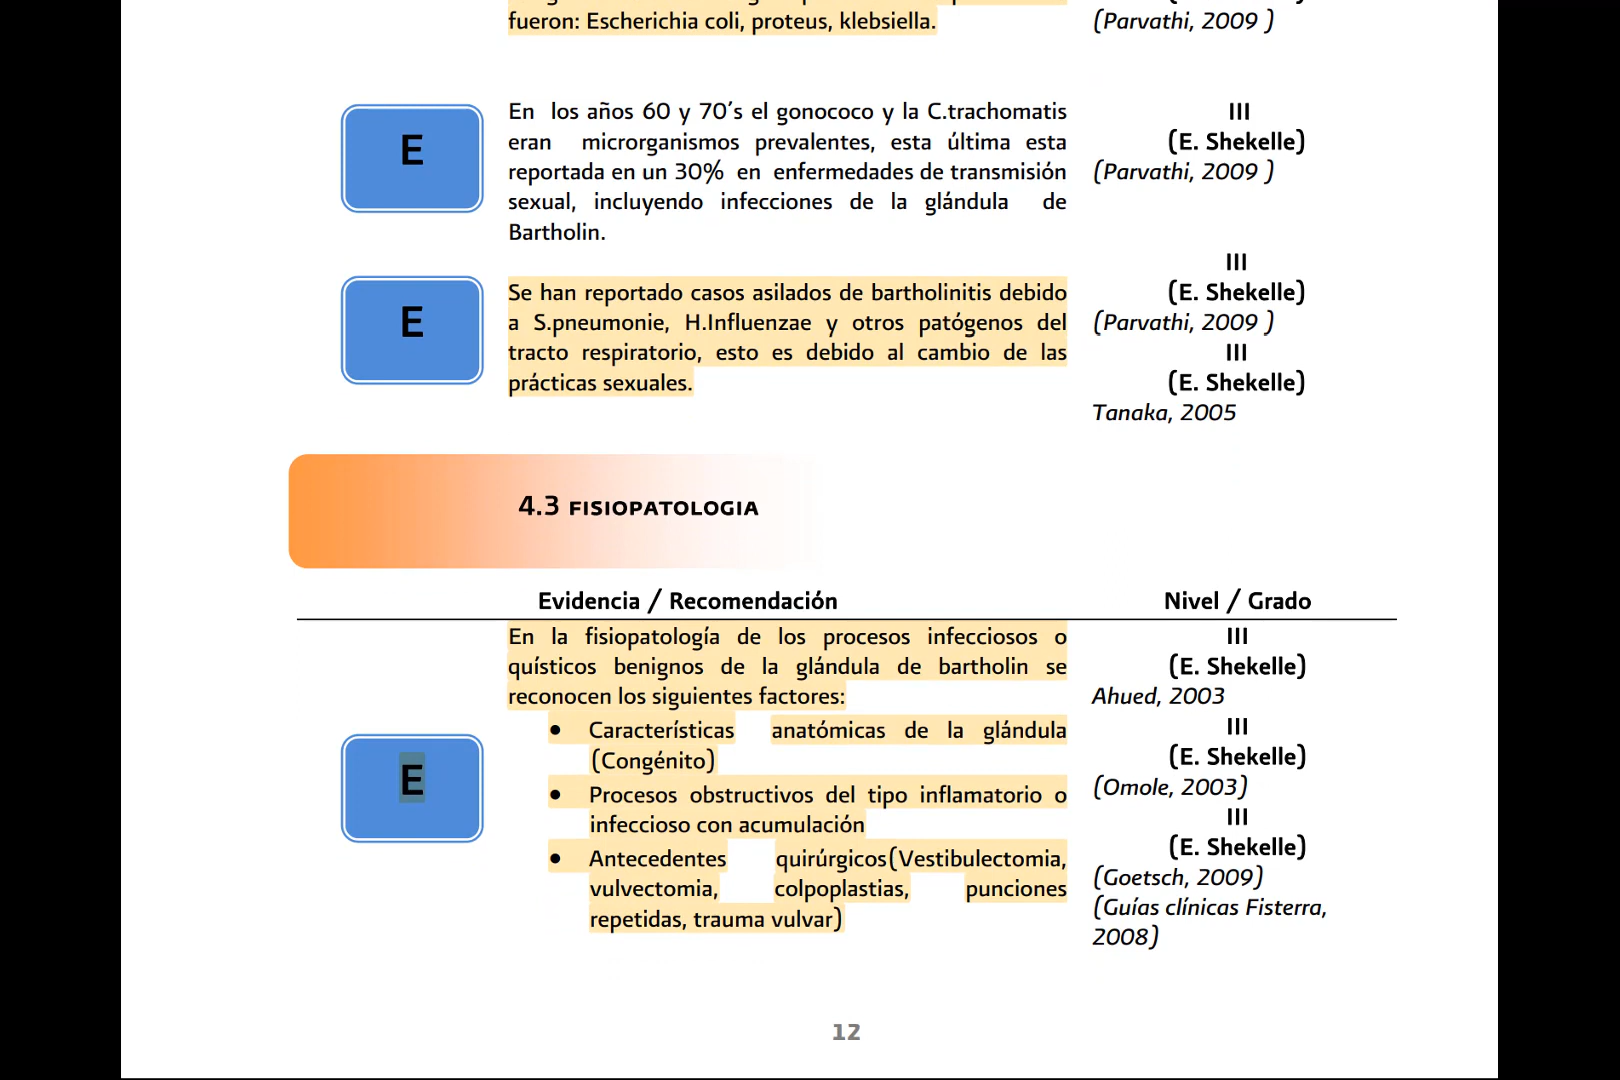 fueron: Escherichia coli, proteus, klebsiella.
(Parvathi, 2009 )
E
En los años 60 y 70’s el gonococo y la C.trachomatis
eran microrganismos prevalentes, esta última esta
reportada en un 30% en enfermedades de transmisión
sexual, incluyendo infecciones de la glándula de
Bartholin.
III
(E. Shekelle)
(Parvathi, 2009 )
E
Se han reportado casos asilados de bartholinitis debido
a S.pneumonie, H.Influenzae y otros patógenos del
tracto respiratorio, esto es debido al cambio de las
prácticas sexuales.
III
(E. Shekelle)
(Parvathi, 2009 )
III
(E. Shekelle)
Tanaka, 2005
4.3 FISIOPATOLOGIA
Evidencia / Recomendación
Nivel / Grado
E
En la fisiopatología de los procesos infecciosos o
quísticos benignos de la glándula de bartholin se
reconocen los siguientes factores:
• Características anatómicas de la glándula
(Congénito)
• Procesos obstructivos del tipo inflamatorio o
infeccioso con acumulación
• Antecedentes quirúrgicos(Vestibulectomia,
vulvectomia, colpoplastias, punciones
repetidas, trauma vulvar)
III
(E. Shekelle)
Ahued, 2003
III
(E. Shekelle)
(Omole, 2003)
III
(E. Shekelle)
(Goetsch, 2009)
(Guías clínicas Fisterra,
2008)
12